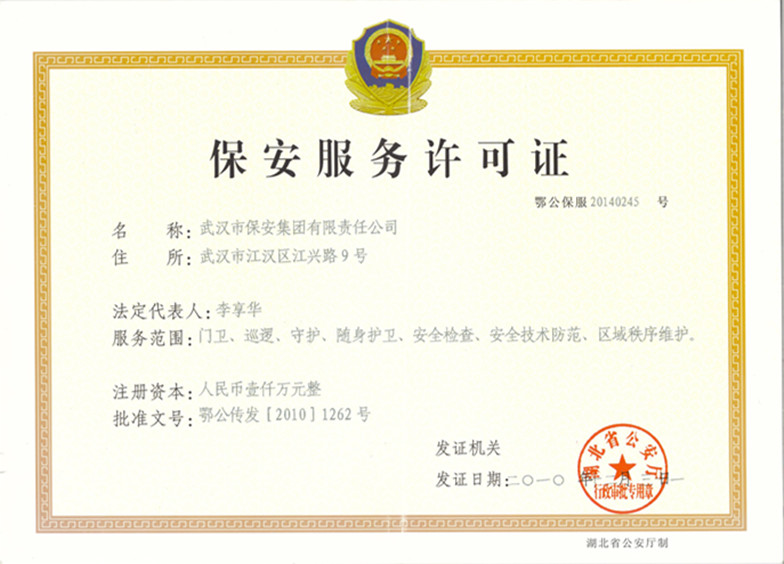 保安服务许可证
鄂公保服 20140245 号
名 称: 武汉市保安集团有限责任公司
住 所: 武汉市江汉区江兴路9号
法定代表人: 李享华
服务范围: 门卫、巡逻、守护、随身护卫、安全检查、安全技术防范、区域秩序维护。
注册资本: 人民币壹仟万元整
批准文号: 鄂公传发[2010]1262号
发证机关
湖北省公安厅
行政审批专用章
发证日期: 二〇一〇 年 月 日
湖北省公安厅制